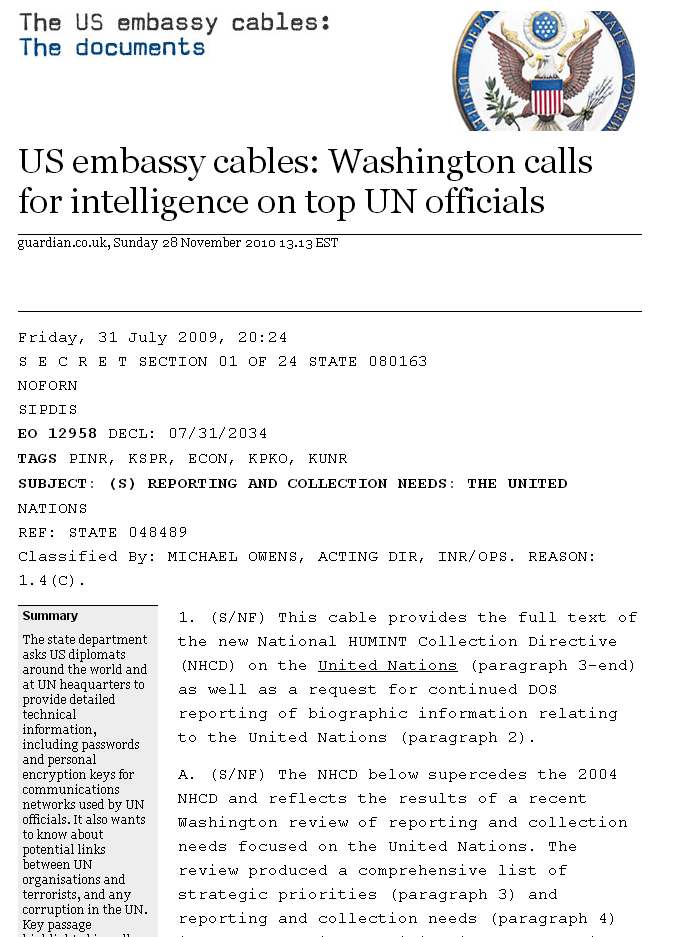 The US embassy cables:
The documents
DEPA
TATE
UNITED
AMERICA
US embassy cables: Washington calls
for intelligence on top UN officials
guardian.co.uk, Sunday 28 November 2010 13.13 EST
Friday, 31 July 2009, 20:24
S E C R E T SECTION 01 OF 24 STATE 080163
NOFORN
SIPDIS
EO 12958 DECL: 07/31/2034
TAGS PINR, KSPR, ECON, KPKO, KUNR
SUBJECT: (S) REPORTING AND COLLECTION NEEDS: THE UNITED
NATIONS
REF: STATE 048489
Classified By: MICHAEL OWENS, ACTING DIR, INR/OPS. REASON:
1.4(C).
Summary
The state department
asks US diplomats
around the world and
at UN heaquarters to
provide detailed
technical
information,
including passwords
and personal
encryption keys for
communications
networks used by UN
officials. It also wants
to know about
potential links
between UN
organisations and
terrorists, and any
corruption in the UN.
Key passage
1. (S/NF) This cable provides the full text of
the new National HUMINT Collection Directive
(NHCD) on the United Nations (paragraph 3-end)
as well as a request for continued DOS
reporting of biographic information relating
to the United Nations (paragraph 2).
A. (S/NF) The NHCD below supercedes the 2004
NHCD and reflects the results of a recent
Washington review of reporting and collection
needs focused on the United Nations. The
review produced a comprehensive list of
strategic priorities (paragraph 3) and
reporting and collection needs (paragraph 4)